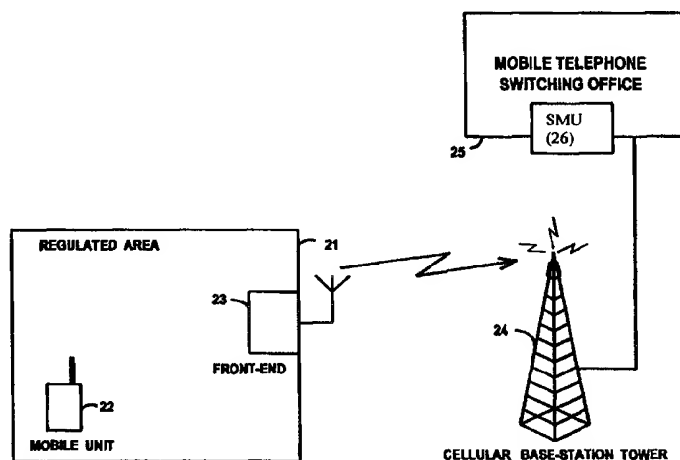 MOBILE TELEPHONE
SWITCHING OFFICE
SMU
(26)
25
REGULATED AREA
21
23
FRONT-END
24
22
MOBILE UNIT
CELLULAR BASE-STATION TOWER